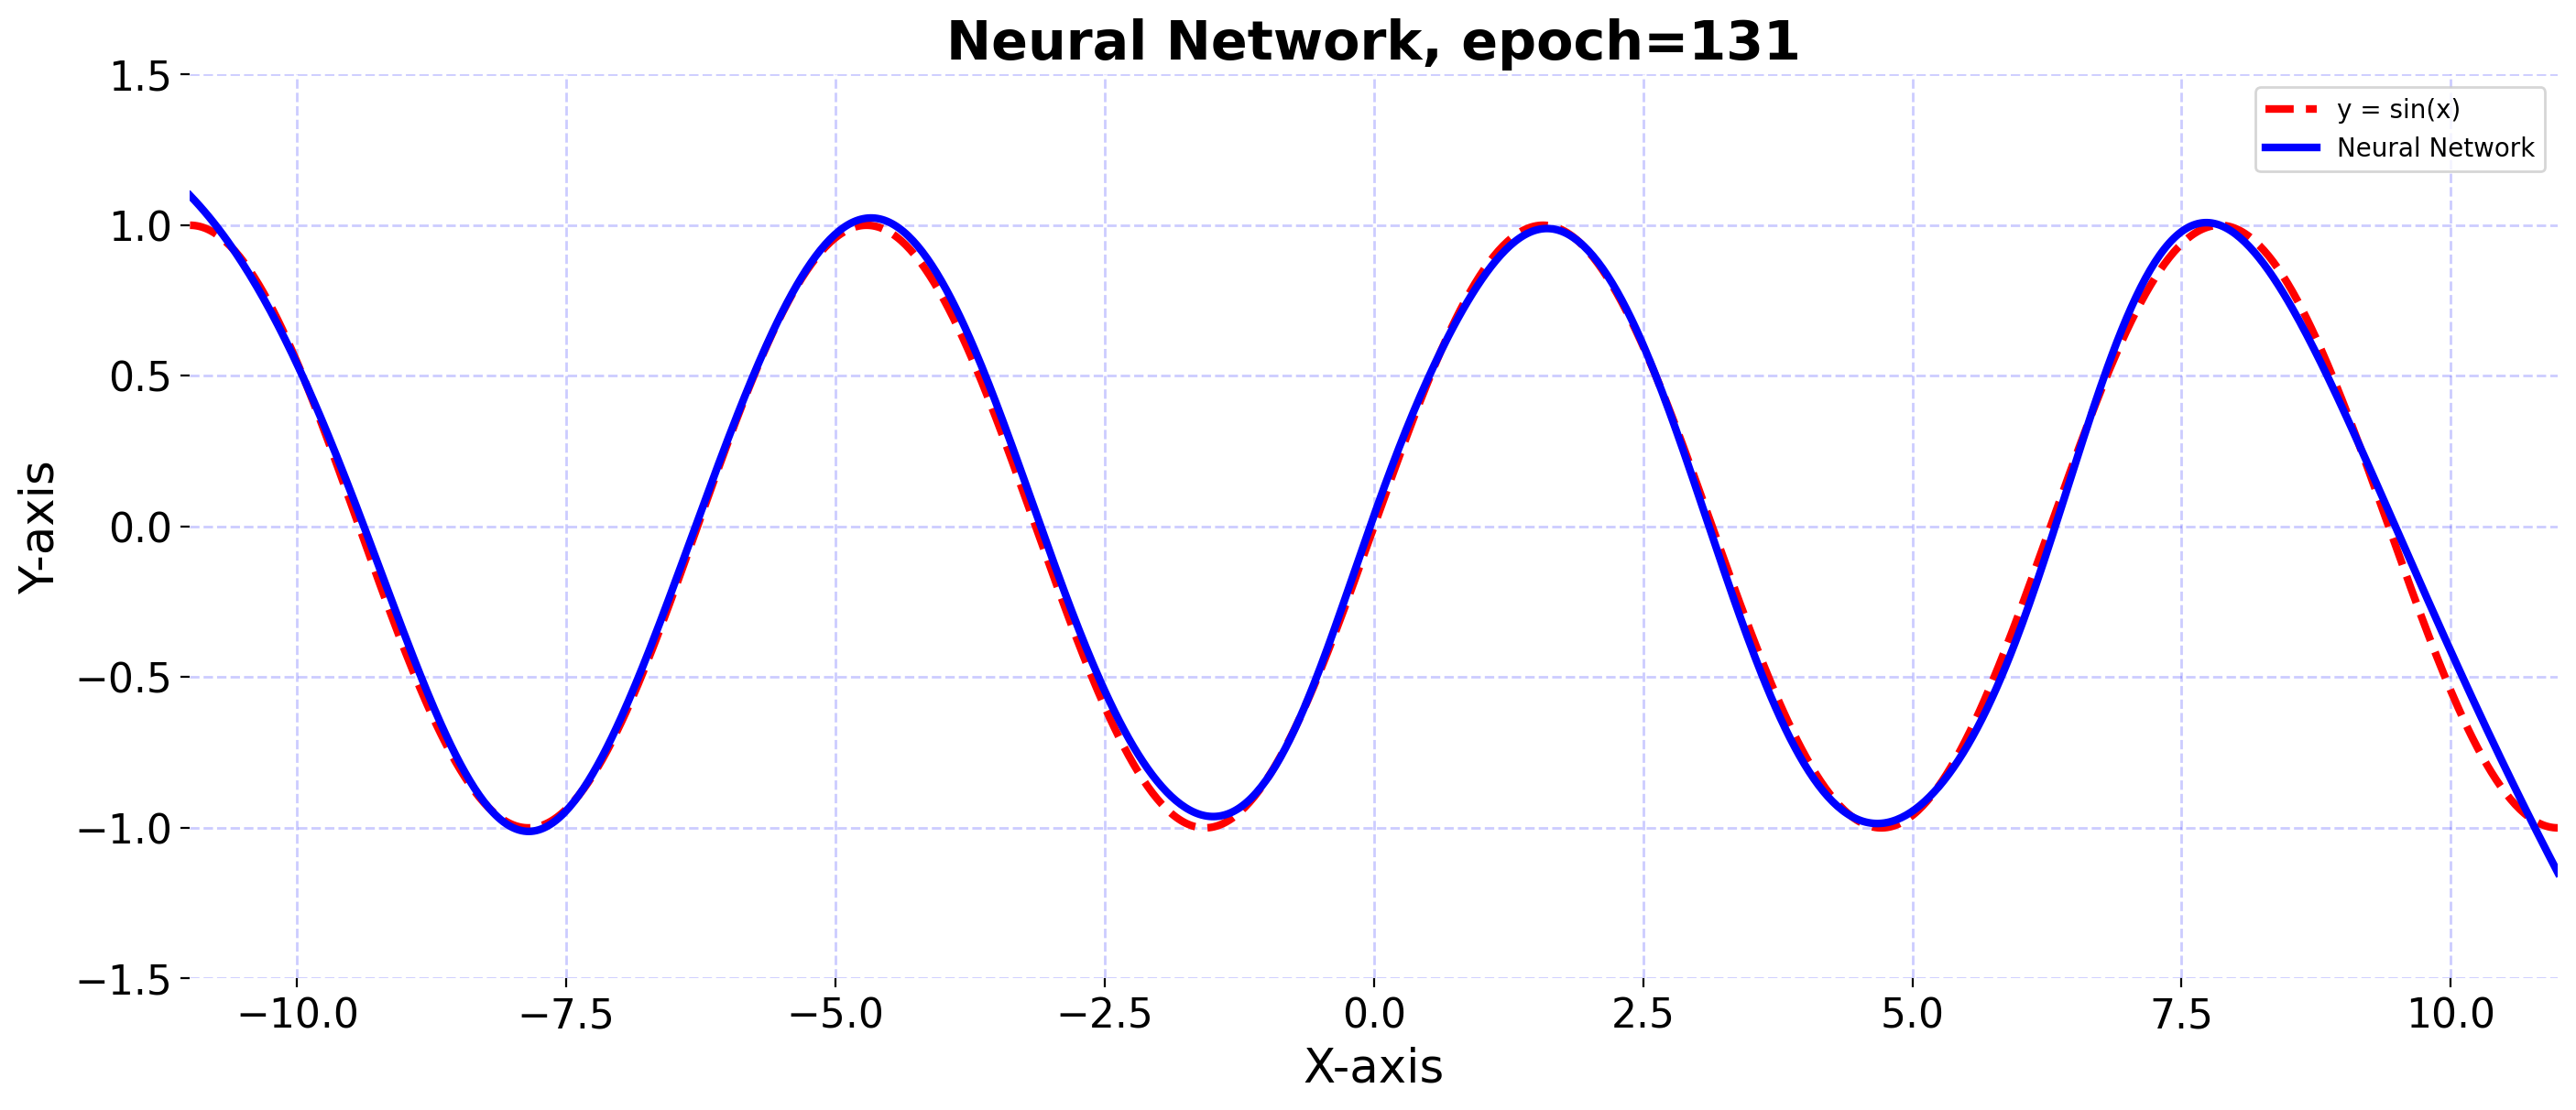 Neural Network, epoch=131
1.5
1.0
0.5
0.0
−0.5
−1.0
−1.5
Y-axis
y = sin(x)
Neural Network
−10.0 −7.5 −5.0 −2.5 0.0 2.5 5.0 7.5 10.0
X-axis